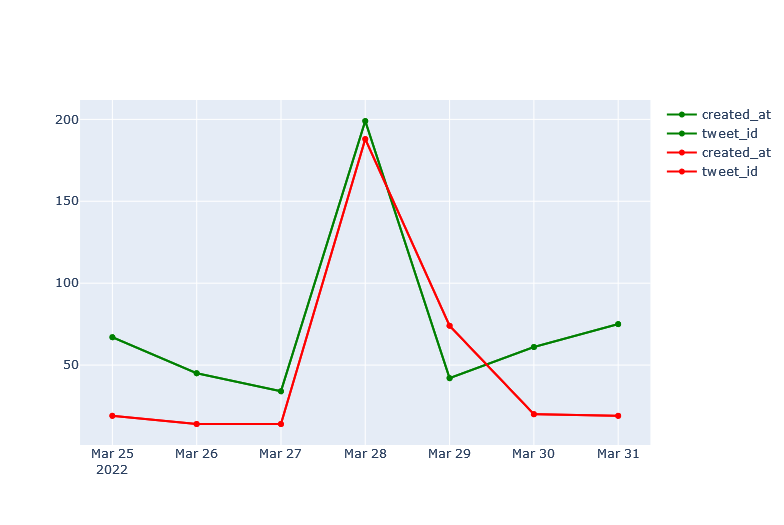 200
150
100
50
Mar 25
2022
Mar 26
Mar 27
Mar 28
Mar 29
Mar 30
Mar 31
created_at
tweet_id
created_at
tweet_id